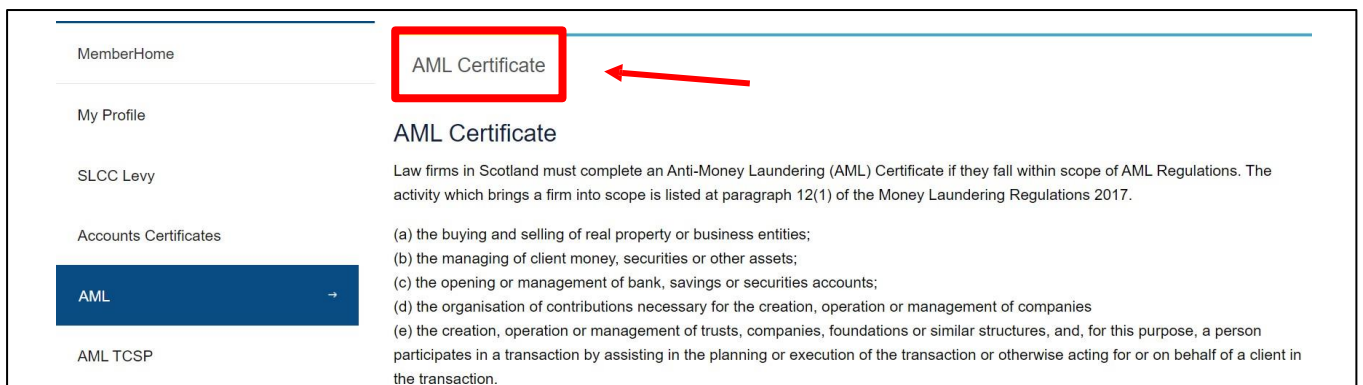 MemberHome
My Profile
SLCC Levy
Accounts Certificates
AML →
AML TCSP
AML Certificate
AML Certificate
Law firms in Scotland must complete an Anti-Money Laundering (AML) Certificate if they fall within scope of AML Regulations. The
activity which brings a firm into scope is listed at paragraph 12(1) of the Money Laundering Regulations 2017.
(a) the buying and selling of real property or business entities;
(b) the managing of client money, securities or other assets;
(c) the opening or management of bank, savings or securities accounts;
(d) the organisation of contributions necessary for the creation, operation or management of companies
(e) the creation, operation or management of trusts, companies, foundations or similar structures, and, for this purpose, a person
participates in a transaction by assisting in the planning or execution of the transaction or otherwise acting for or on behalf of a client in
the transaction.